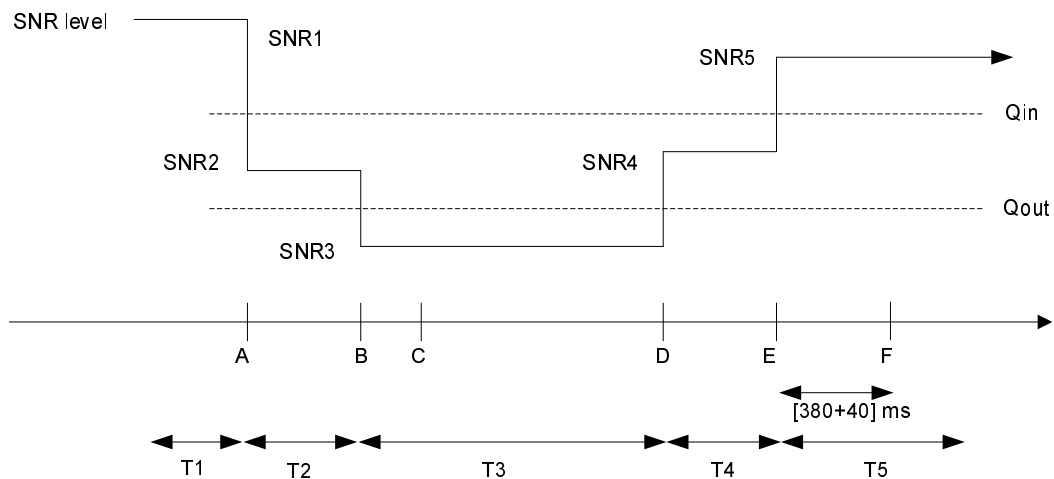 SNR level
SNR1
SNR5
Qin
SNR2
SNR4
Qout
SNR3
A
B
C
D
E
F
[380+40] ms
T1
T2
T3
T4
T5